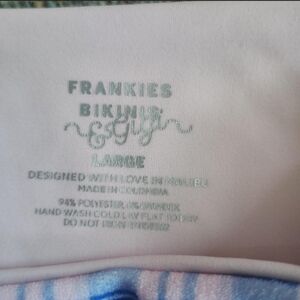 FRANKIES
BIKINIS
& Gigi
LARGE
DESIGNED WITH LOVE IN MALIBU
MADE IN COLOMBIA
94% POLYESTER, 6% SPANDEX
HAND WASH COLD LAY FLAT TO DRY
DO NOT IRON